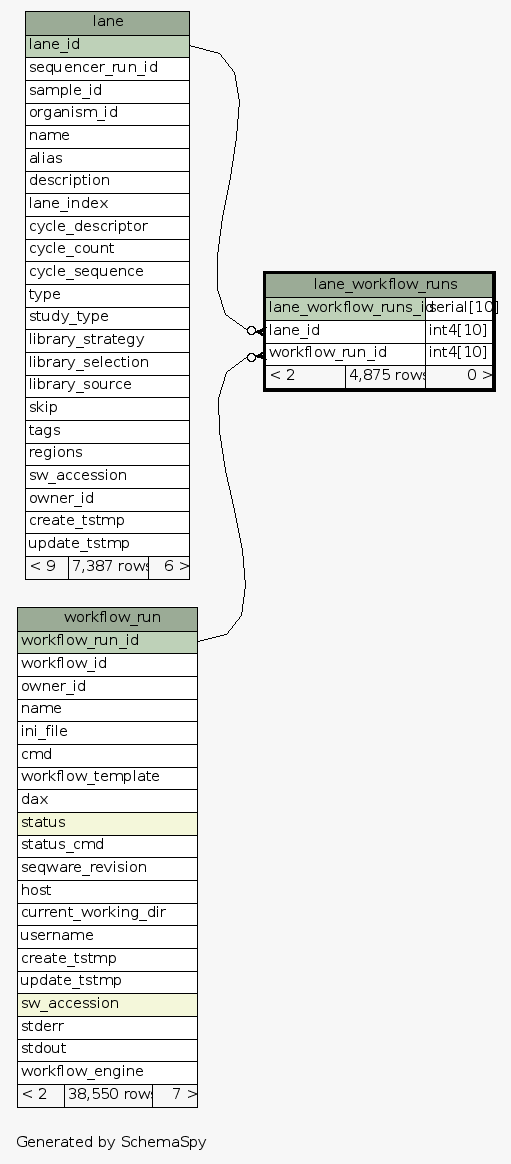 lane
lane_id
sequencer_run_id
sample_id
organism_id
name
alias
description
lane_index
cycle_descriptor
cycle_count
cycle_sequence
type
study_type
library_strategy
library_selection
library_source
skip
tags
regions
sw_accession
owner_id
create_tstmp
update_tstmp
< 9 7,387 rows 6 >
lane_workflow_runs
lane_workflow_runs_id serial[10]
lane_id int4[10]
workflow_run_id int4[10]
< 2 4,875 rows 0 >
workflow_run
workflow_run_id
workflow_id
owner_id
name
ini_file
cmd
workflow_template
dax
status
status_cmd
seqware_revision
host
current_working_dir
username
create_tstmp
update_tstmp
sw_accession
stderr
stdout
workflow_engine
< 2 38,550 rows 7 >
Generated by SchemaSpy